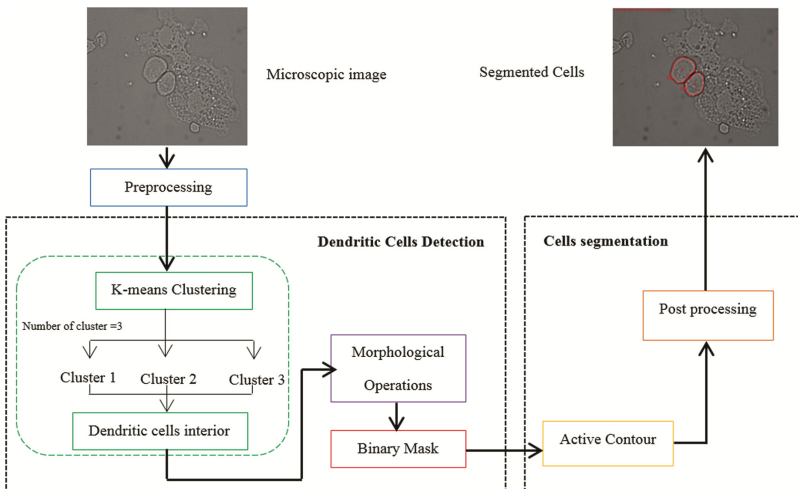 Microscopic image
Segmented Cells
Preprocessing
Dendritic Cells Detection
Cells segmentation
K-means Clustering
Number of cluster =3
Cluster 1
Cluster 2
Cluster 3
Dendritic cells interior
Morphological
Operations
Binary Mask
Active Contour
Post processing